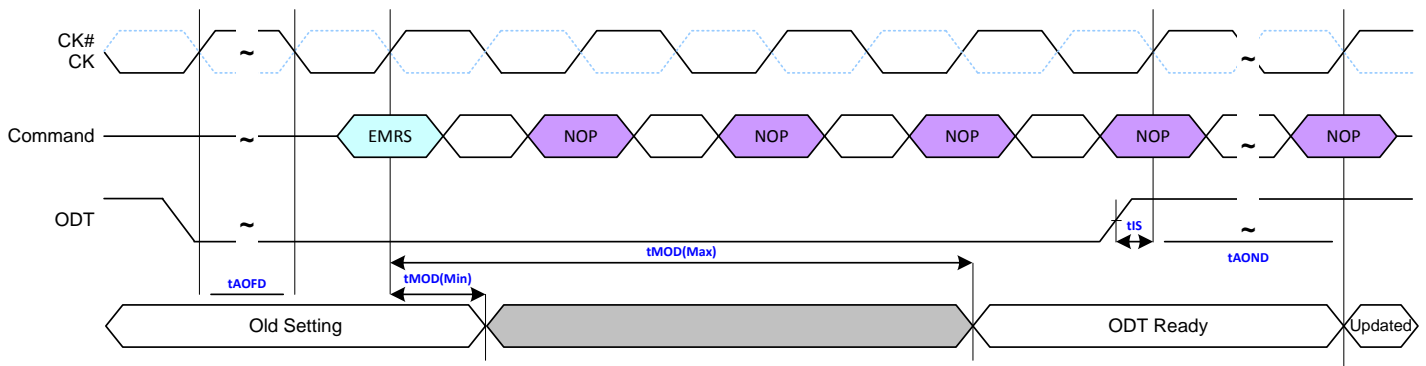 CK#
CK
~
~
Command
~
EMRS
NOP
NOP
NOP
NOP
~
NOP
ODT
~
tIS
~
tMOD(Max)
tAOND
tMOD(Min)
tAOFD
Old Setting
ODT Ready
Updated